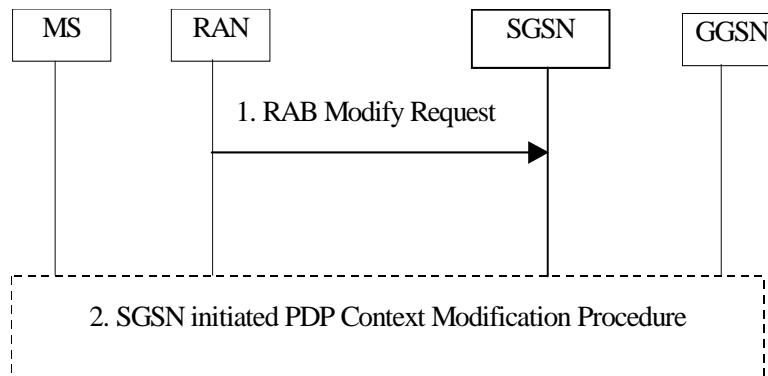 MS RAN SGSN GGSN
1. RAB Modify Request
2. SGSN initiated PDP Context Modification Procedure